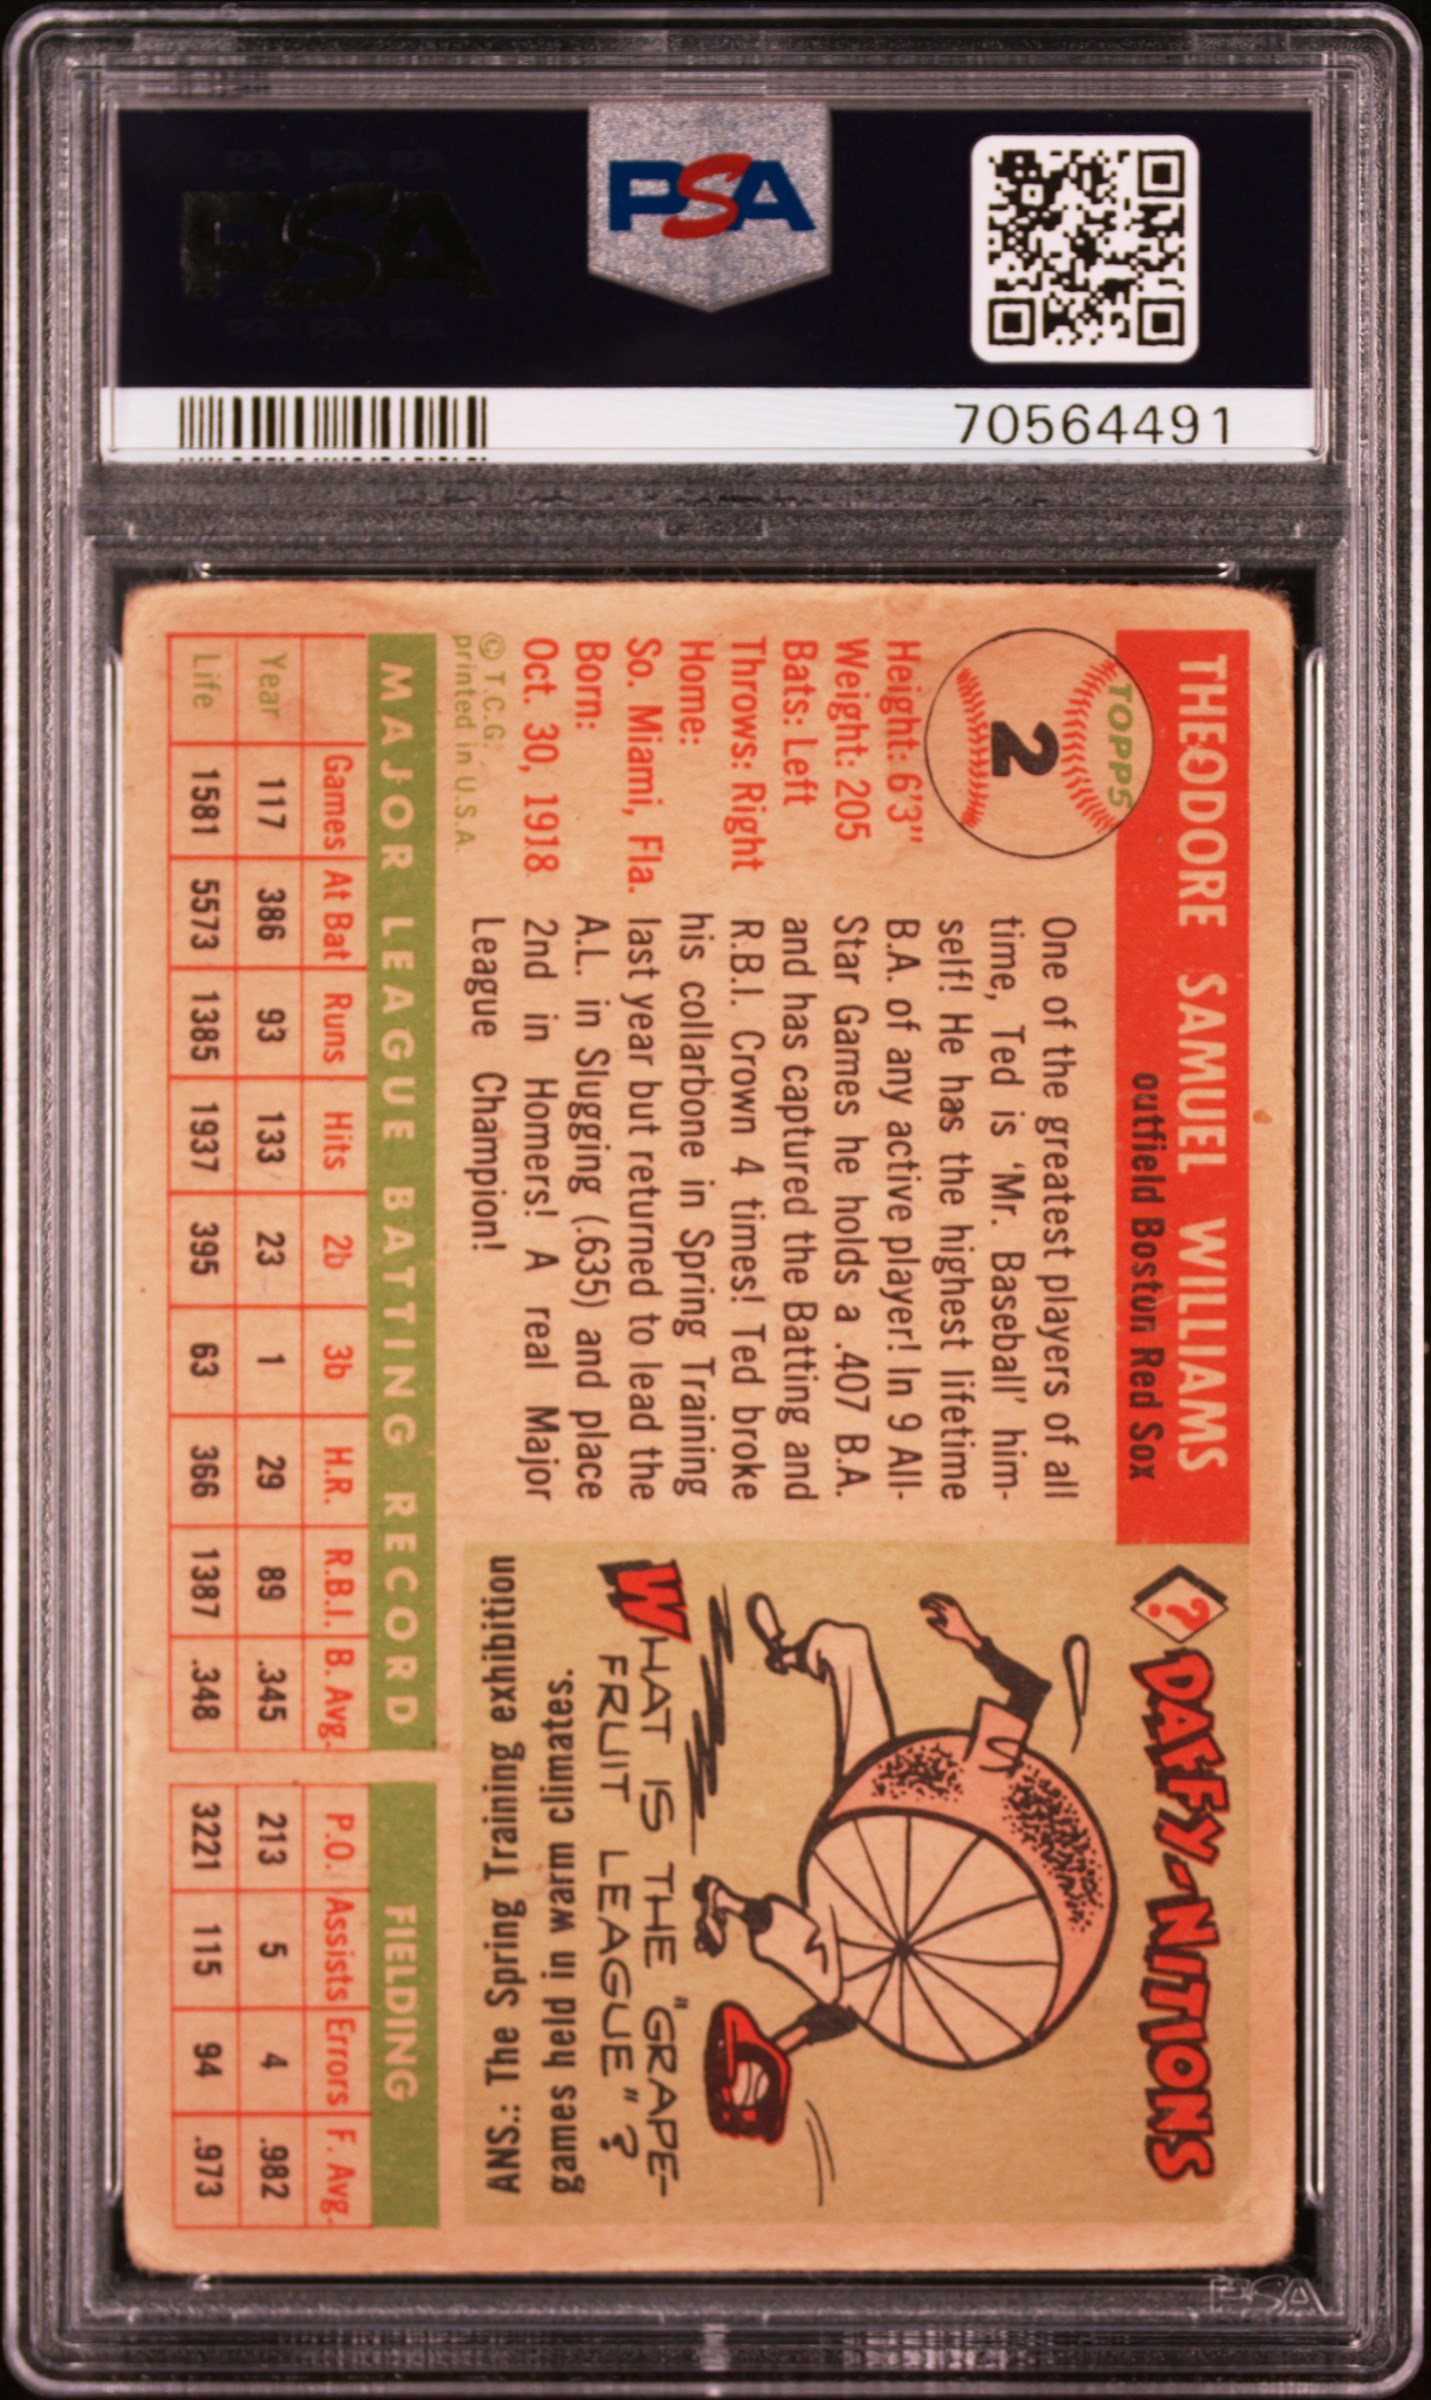 PSA
PSA
70564491
THEODORE SAMUEL WILLIAMS
outfield Boston Red Sox
TOPPS
2
Height: 6'3"
Weight: 205
Bats: Left
Throws: Right
Home:
So. Miami, Fla.
Born:
Oct. 30, 1918
© T.C.G.
printed in U.S.A.
One of the greatest players of all
time, Ted is 'Mr. Baseball' him-
self! He has the highest lifetime
B.A. of any active player! In 9 All-
Star Games he holds a .407 B.A.
and has captured the Batting and
R.B.I. Crown 4 times! Ted broke
his collarbone in Spring Training
last year but returned to lead the
A.L. in Slugging (.635) and place
2nd in Homers! A real Major
League Champion!
? DAFFY-NITIONS
WHAT IS THE "GRAPE-
FRUIT LEAGUE"?
ANS.: The Spring Training exhibition
games held in warm climates.
MAJOR LEAGUE BATTING RECORD
Games At Bat Runs Hits 2b 3b H.R. R.B.I. B. Avg.
Year 117 386 93 133 23 1 29 89 .345
Life 1581 5573 1385 1937 395 63 366 1387 .348
FIELDING
P.O. Assists Errors F. Avg.
213 5 4 .982
3221 115 94 .973
PSA